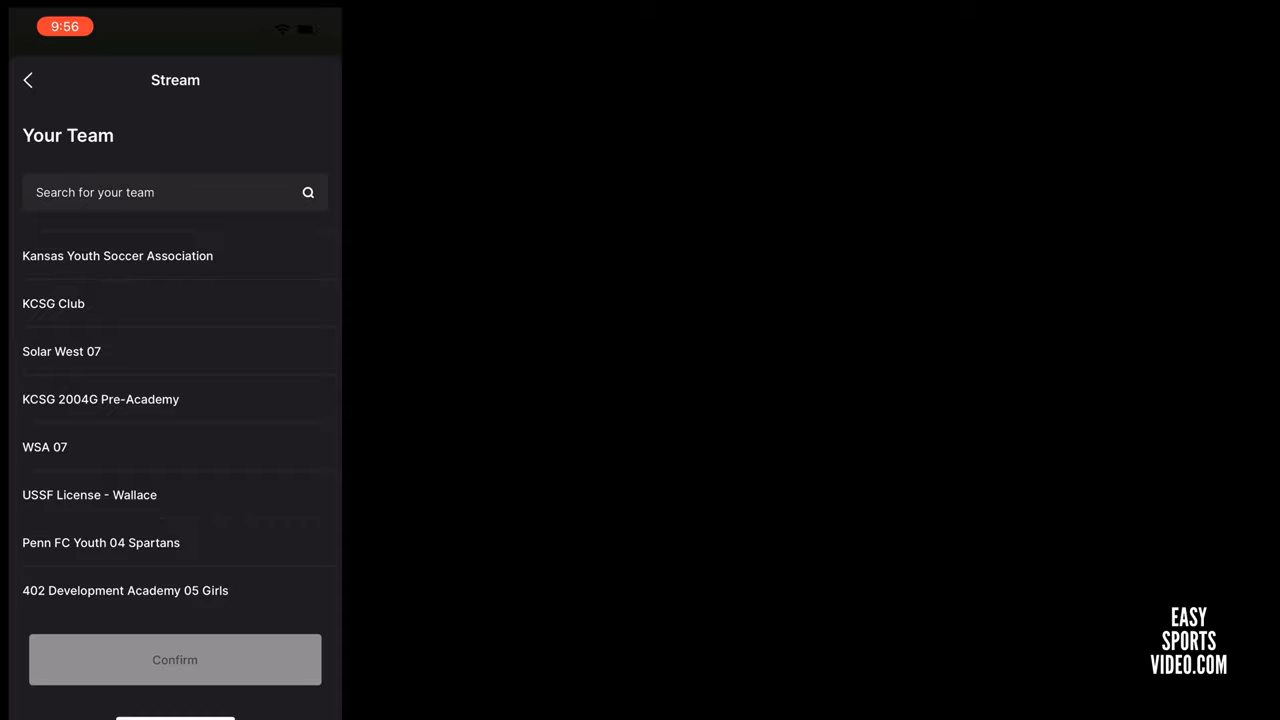 9:56
Stream
Your Team
Search for your team
Kansas Youth Soccer Association
KCSG Club
Solar West 07
KCSG 2004G Pre-Academy
WSA 07
USSF License - Wallace
Penn FC Youth 04 Spartans
402 Development Academy 05 Girls
Confirm
EASY
SPORTS
VIDEO.COM